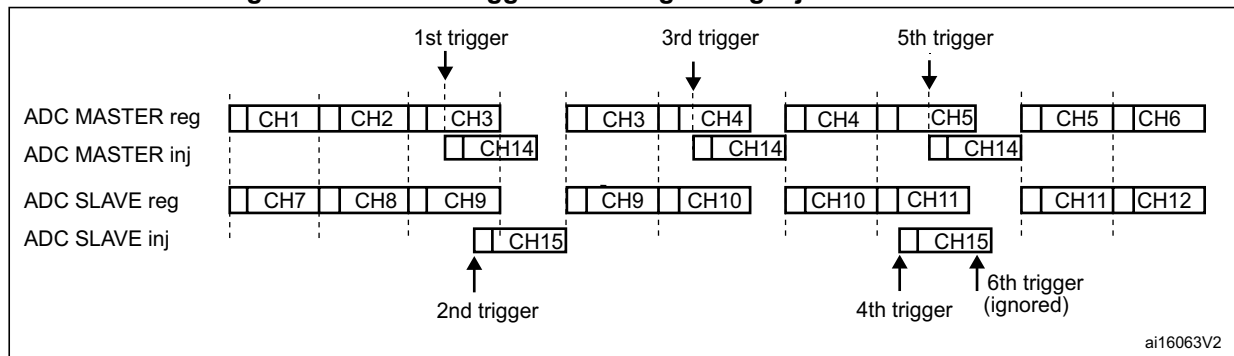 1st trigger 3rd trigger 5th trigger
ADC MASTER reg CH1 CH2 CH3 CH3 CH4 CH4 CH5 CH5 CH6
ADC MASTER inj CH14 CH14 CH14
ADC SLAVE reg CH7 CH8 CH9 CH9 CH10 CH10 CH11 CH11 CH12
ADC SLAVE inj CH15 CH15
2nd trigger 4th trigger 6th trigger
(ignored)
ai16063V2